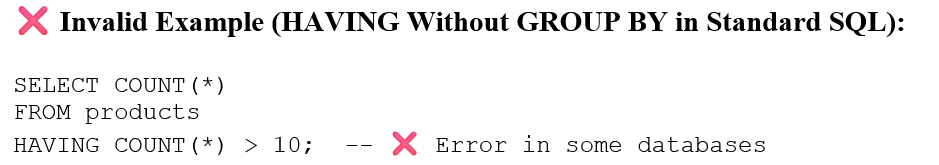 ❌ Invalid Example (HAVING Without GROUP BY in Standard SQL):
SELECT COUNT(*)
FROM products
HAVING COUNT(*) > 10;  -- ❌ Error in some databases